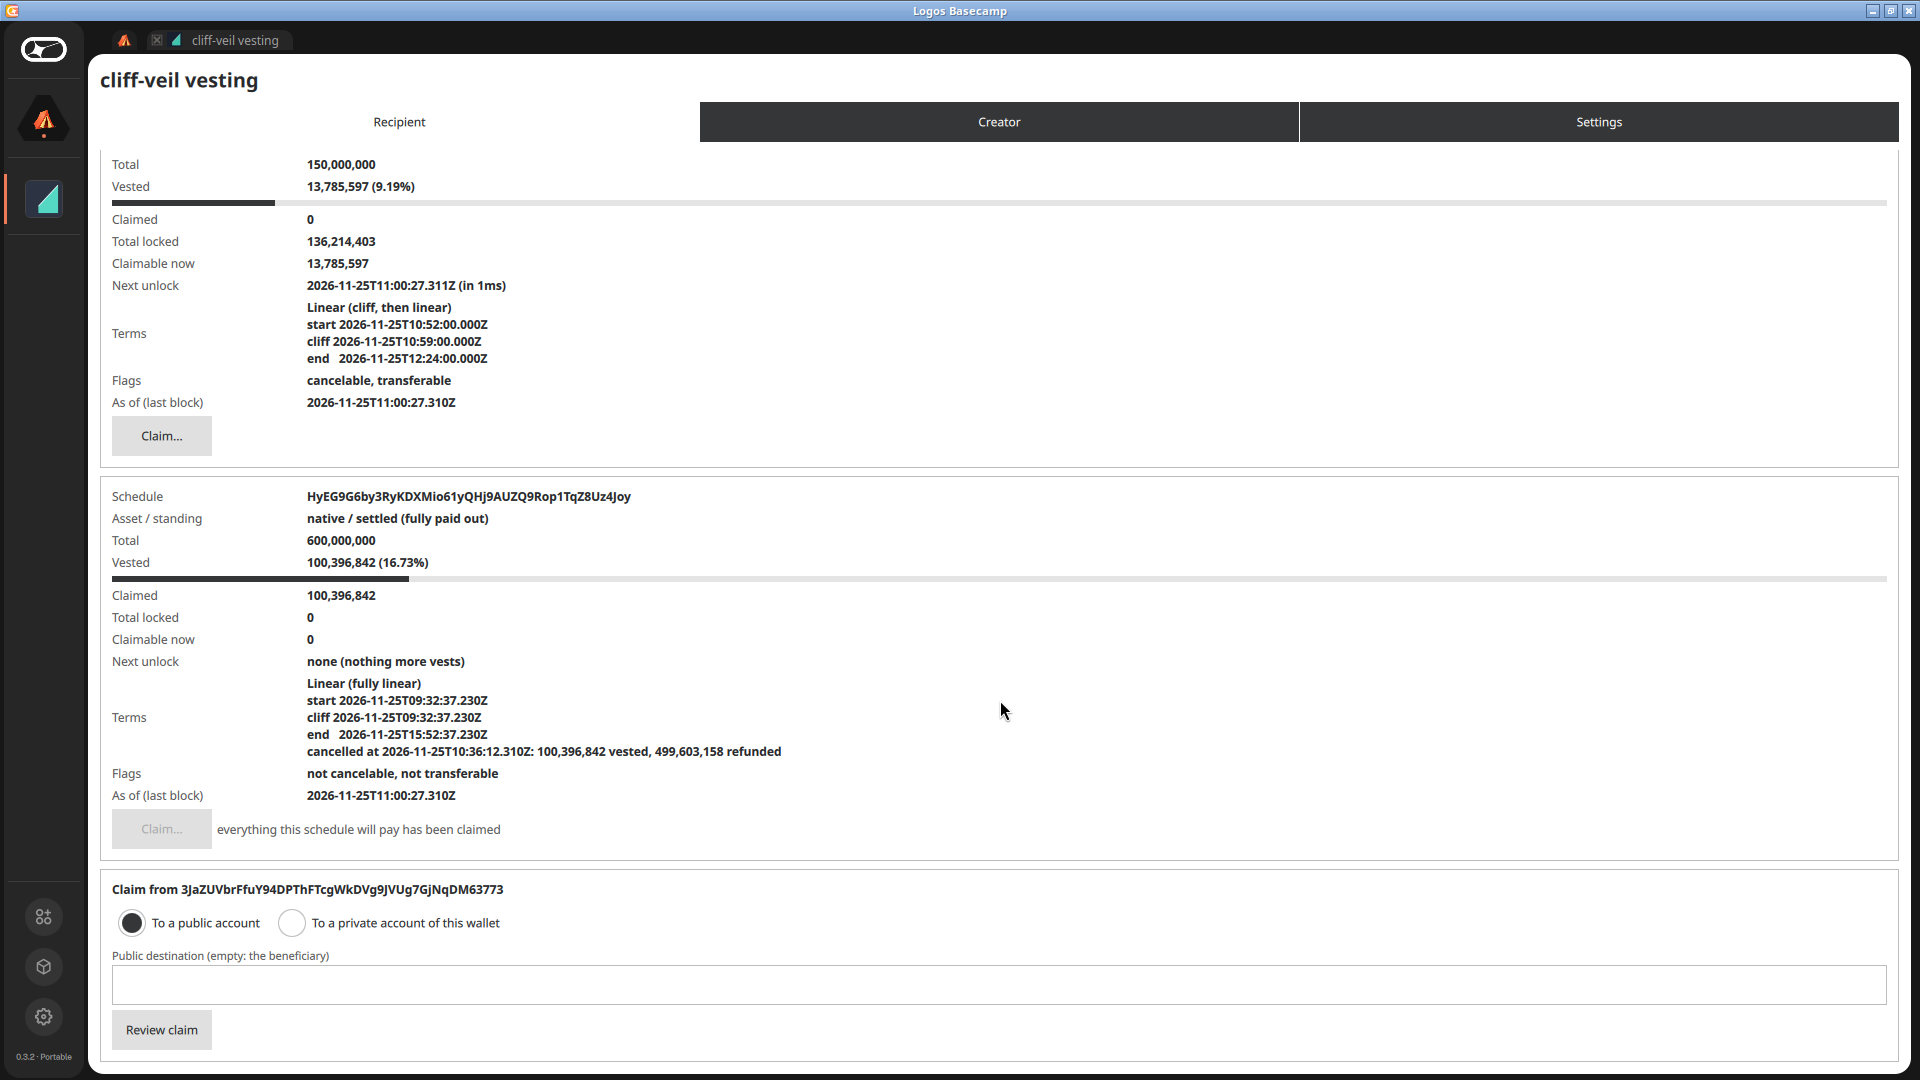 Logos Basecamp
cliff-veil vesting
cliff-veil vesting
Recipient
Creator
Settings
Total 150,000,000
Vested 13,785,597 (9.19%)
Claimed 0
Total locked 136,214,403
Claimable now 13,785,597
Next unlock 2026-11-25T11:00:27.311Z (in 1ms)
Terms
Linear (cliff, then linear)
start 2026-11-25T10:52:00.000Z
cliff 2026-11-25T10:59:00.000Z
end 2026-11-25T12:24:00.000Z
Flags cancelable, transferable
As of (last block) 2026-11-25T11:00:27.310Z
Claim...
Schedule HyEG9G6by3RyKDXMio61yQHj9AUZQ9Rop1TqZ8Uz4Joy
Asset / standing native / settled (fully paid out)
Total 600,000,000
Vested 100,396,842 (16.73%)
Claimed 100,396,842
Total locked 0
Claimable now 0
Next unlock none (nothing more vests)
Terms
Linear (fully linear)
start 2026-11-25T09:32:37.230Z
cliff 2026-11-25T09:32:37.230Z
end 2026-11-25T15:52:37.230Z
cancelled at 2026-11-25T10:36:12.310Z: 100,396,842 vested, 499,603,158 refunded
Flags not cancelable, not transferable
As of (last block) 2026-11-25T11:00:27.310Z
Claim... everything this schedule will pay has been claimed
Claim from 3JaZUVbrFfuY94DPThFTcgWkDVg9JVUg7GjNqDM63773
To a public account To a private account of this wallet
Public destination (empty: the beneficiary)
Review claim
0.3.2 · Portable